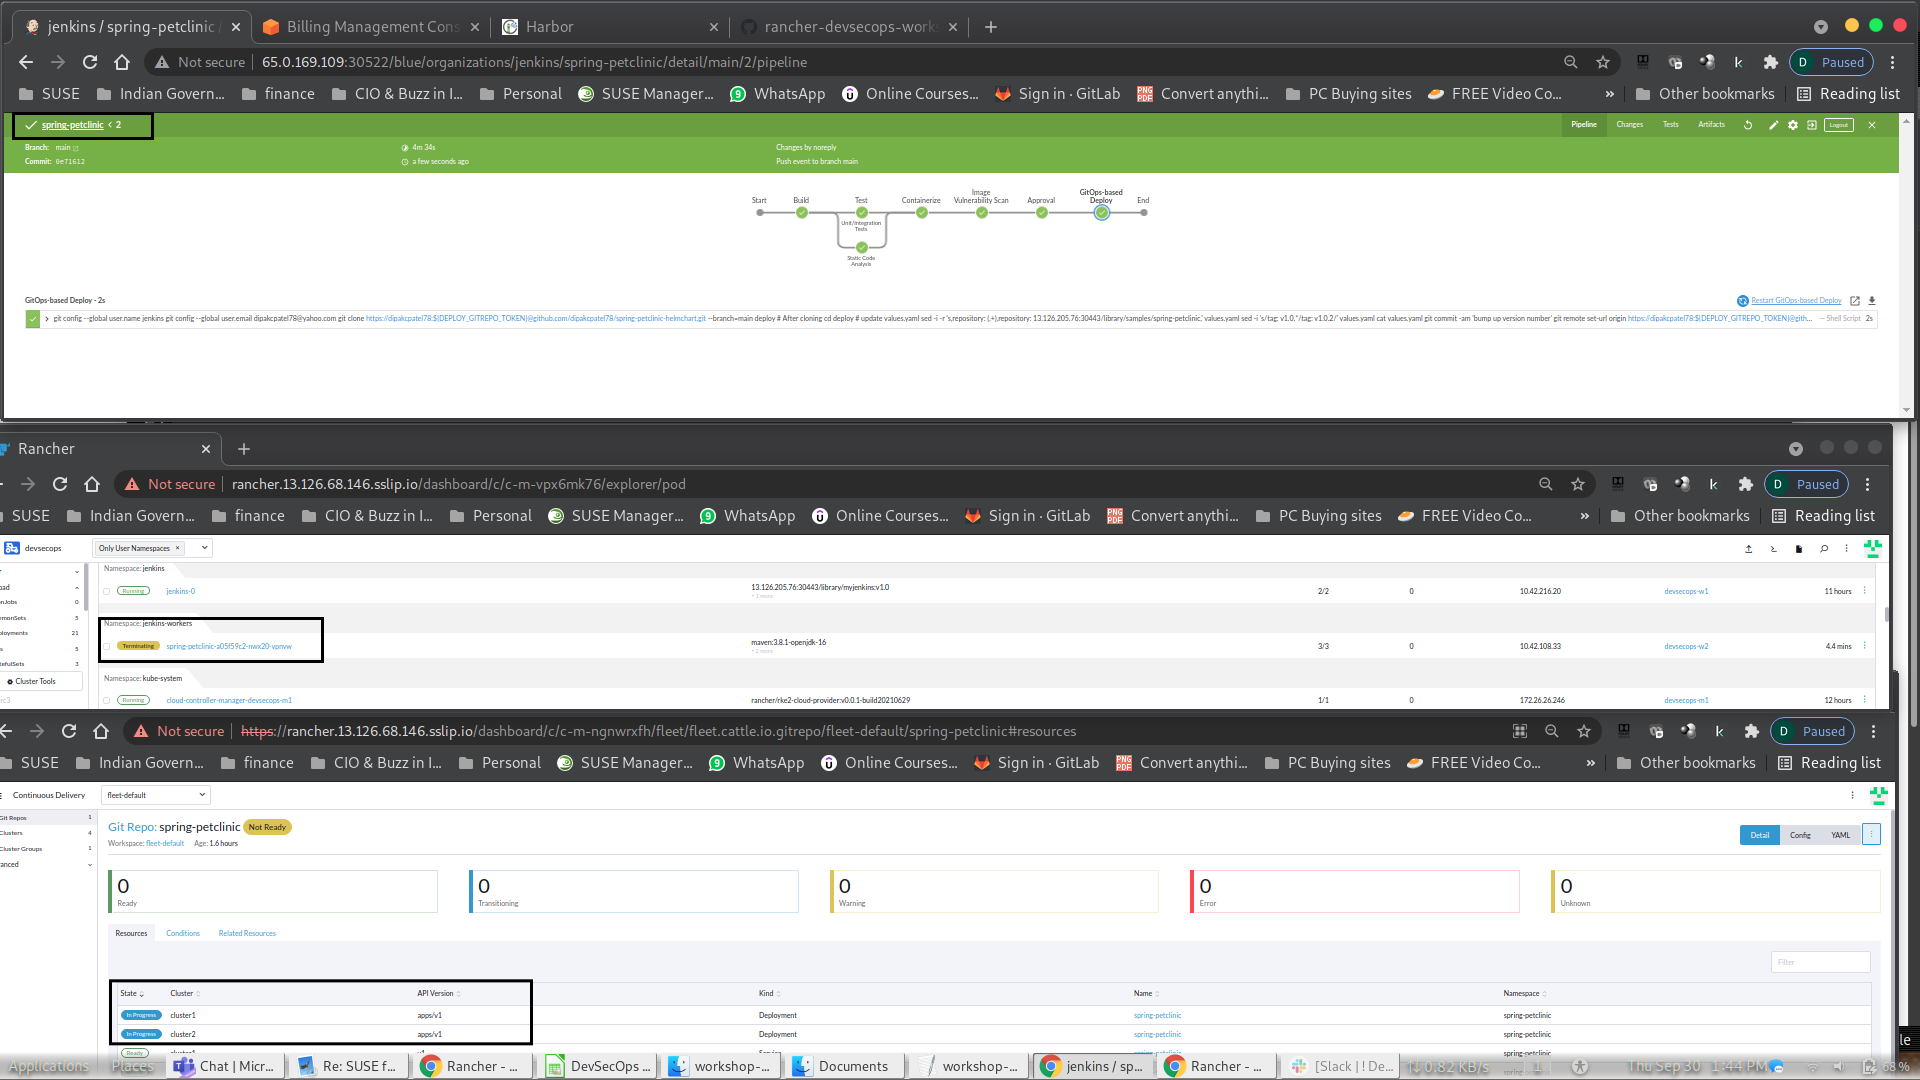 jenkins / spring-petclinic /
Billing Management Cons
Harbor
rancher-devsecops-work
Not secure
65.0.169.109:30522/blue/organizations/jenkins/spring-petclinic/detail/main/2/pipeline
D Paused
SUSE
Indian Govern...
finance
CIO & Buzz in I...
Personal
SUSE Manager...
WhatsApp
Online Courses...
Sign in · GitLab
Convert anythi...
PC Buying sites
FREE Video Co...
»
Other bookmarks
Reading list
spring-petclinic < 2
Pipeline
Changes
Tests
Artifacts
Logout
Branch: main
4m 34s
Changes by noreply
Commit: 0e71612
a few seconds ago
Push event to branch main
Start
Build
Test
Containerize
Image Vulnerability Scan
Approval
GitOps-based Deploy
End
Unit/Integration Tests
Static Code Analysis
GitOps-based Deploy - 2s
Restart GitOps-based Deploy
git config --global user.name jenkins git config --global user.email dipakcpatel78@yahoo.com git clone https://dipakcpatel78:$(DEPLOY_GITREPO_TOKEN)@github.com/dipakcpatel78/spring-petclinic-helmchart.git --branch=main deploy # After cloning cd deploy # update values.yaml sed -i -r 's,repository: (.+),repository: 13.126.205.76:30443/library/samples/spring-petclinic,' values.yaml sed -i 's/tag: v1.0.*/tag: v1.0.2/' values.yaml cat values.yaml git commit -am 'bump up version number' git remote set-url origin https://dipakcpatel78:$(DEPLOY_GITREPO_TOKEN)@gith... — Shell Script 2s
Rancher
Not secure
rancher.13.126.68.146.sslip.io/dashboard/c/c-m-vpx6mk76/explorer/pod
D Paused
SUSE
Indian Govern...
finance
CIO & Buzz in I...
Personal
SUSE Manager...
WhatsApp
Online Courses...
Sign in · GitLab
Convert anythi...
PC Buying sites
FREE Video Co...
»
Other bookmarks
Reading list
devsecops
Only User Namespaces ×
Namespace: jenkins
oad
Running jenkins-0 13.126.205.76:30443/library/myjenkins:v1.0 2/2 0 10.42.216.20 devsecops-w1 11 hours
nJobs 0
emonSets 5
Namespace: jenkins-workers
ployments 21
Terminating spring-petclinic-a05f59c2-nwx20-vpnvw maven:3.8.1-openjdk-16 3/3 0 10.42.108.33 devsecops-w2 4.4 mins
s 5
tefulSets 3
Namespace: kube-system
Cluster Tools
Running cloud-controller-manager-devsecops-m1 rancher/rke2-cloud-provider:v0.0.1-build20210629 1/1 0 172.26.26.246 devsecops-m1 12 hours
Not secure
https://rancher.13.126.68.146.sslip.io/dashboard/c/c-m-ngnwrxfh/fleet/fleet.cattle.io.gitrepo/fleet-default/spring-petclinic#resources
D Paused
SUSE
Indian Govern...
finance
CIO & Buzz in I...
Personal
SUSE Manager...
WhatsApp
Online Courses...
Sign in · GitLab
Convert anythi...
PC Buying sites
FREE Video Co...
»
Other bookmarks
Reading list
Continuous Delivery
fleet-default
Git Repos 1
Clusters 4
Cluster Groups 1
anced
Git Repo: spring-petclinic Not Ready
Workspace: fleet-default Age: 1.6 hours
Detail
Config
YAML
0 Ready
0 Transitioning
0 Warning
0 Error
0 Unknown
Resources
Conditions
Related Resources
Filter
State Cluster API Version Kind Name Namespace
In Progress cluster1 apps/v1 Deployment spring-petclinic spring-petclinic
In Progress cluster2 apps/v1 Deployment spring-petclinic spring-petclinic
Ready
Applications
Places
Chat | Micr...
Re: SUSE f...
Rancher - ...
DevSecOps ...
workshop-...
Documents
workshop-...
jenkins / sp...
Rancher - ...
[Slack | ! De...
0.82 KB/s
Thu Sep 30 1:44 PM
68 %